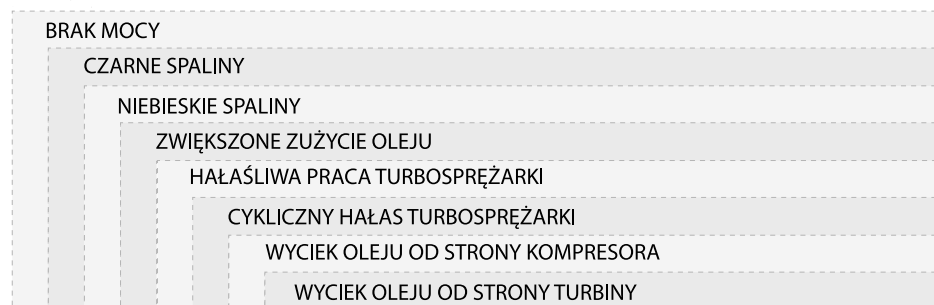 BRAK MOCY
CZARNE SPALINY
NIEBIESKIE SPALINY
ZWIĘKSZONE ZUŻYCIE OLEJU
HAŁAŚLIWA PRACA TURBOSPRĘŻARKI
CYKLICZNY HAŁAS TURBOSPRĘŻARKI
WYCIEK OLEJU OD STRONY KOMPRESORA
WYCIEK OLEJU OD STRONY TURBINY